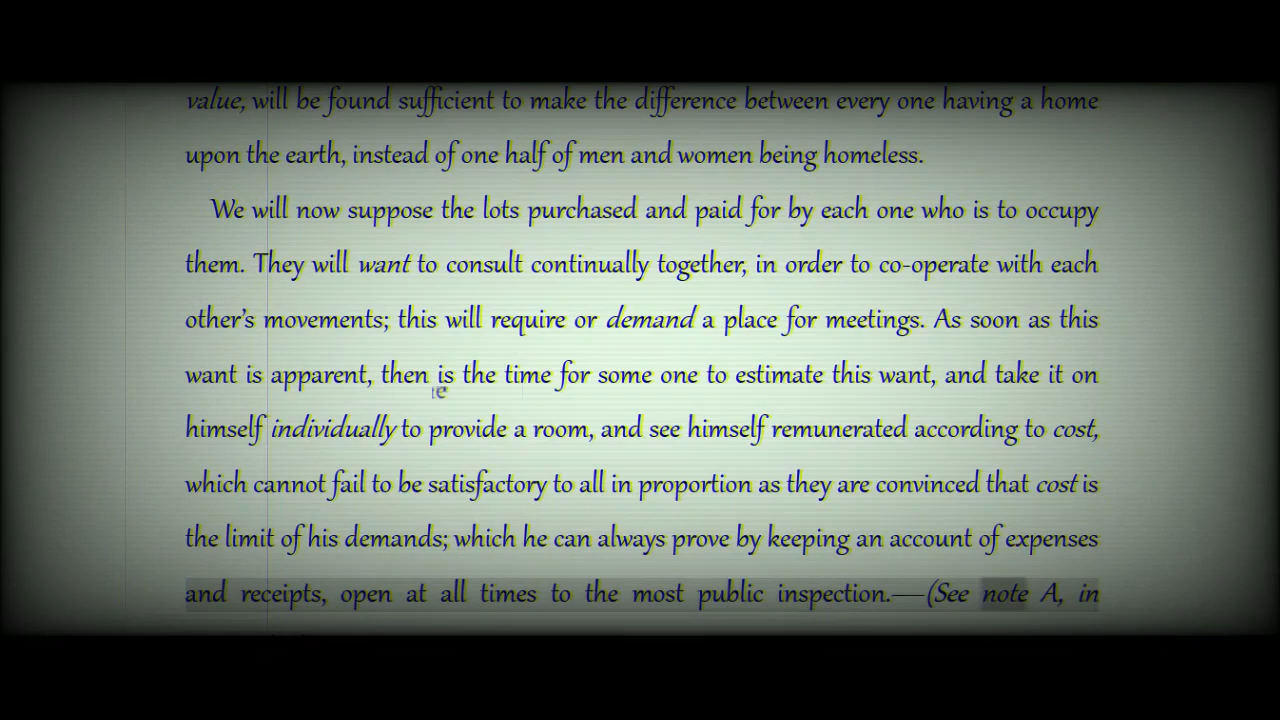 value, will be found sufficient to make the difference between every one having a home
upon the earth, instead of one half of men and women being homeless.
We will now suppose the lots purchased and paid for by each one who is to occupy
them. They will want to consult continually together, in order to co-operate with each
other’s movements; this will require or demand a place for meetings. As soon as this
want is apparent, then is the time for some one to estimate this want, and take it on
himself individually to provide a room, and see himself remunerated according to cost,
which cannot fail to be satisfactory to all in proportion as they are convinced that cost is
the limit of his demands; which he can always prove by keeping an account of expenses
and receipts, open at all times to the most public inspection.—(See note A, in